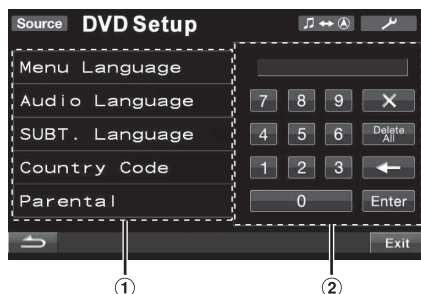 Source DVD Setup
Menu Language
Audio Language
SUBT. Language
Country Code
Parental
7 8 9 X
4 5 6 Delete All
1 2 3 ←
0 Enter
Exit
① ②